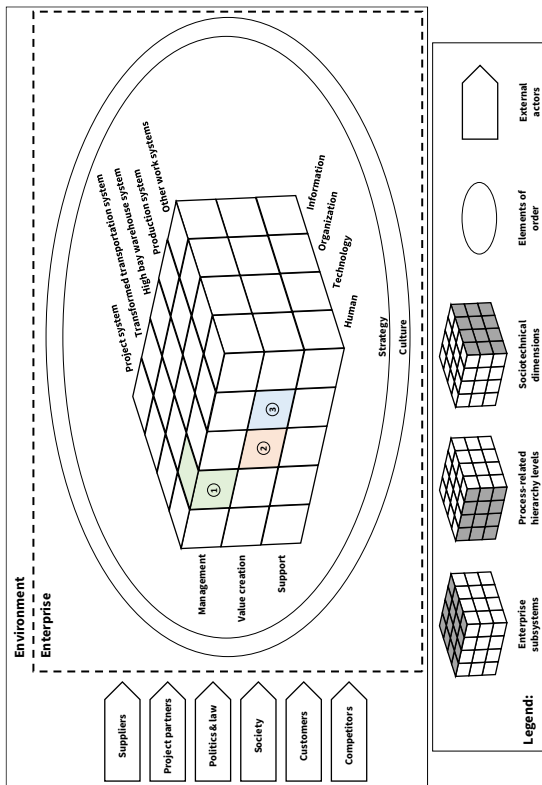 Environment
Enterprise
Suppliers
Project partners
Politics & law
Society
Customers
Competitors
Project system
Transformed transportation system
High bay warehouse system
Production system
Other work systems
Management
Value creation
Support
1
2
3
Human
Technology
Organization
Information
Strategy
Culture
Legend:
Enterprise
subsystems
Process-related
hierarchy levels
Sociotechnical
dimensions
Elements of
order
External
actors